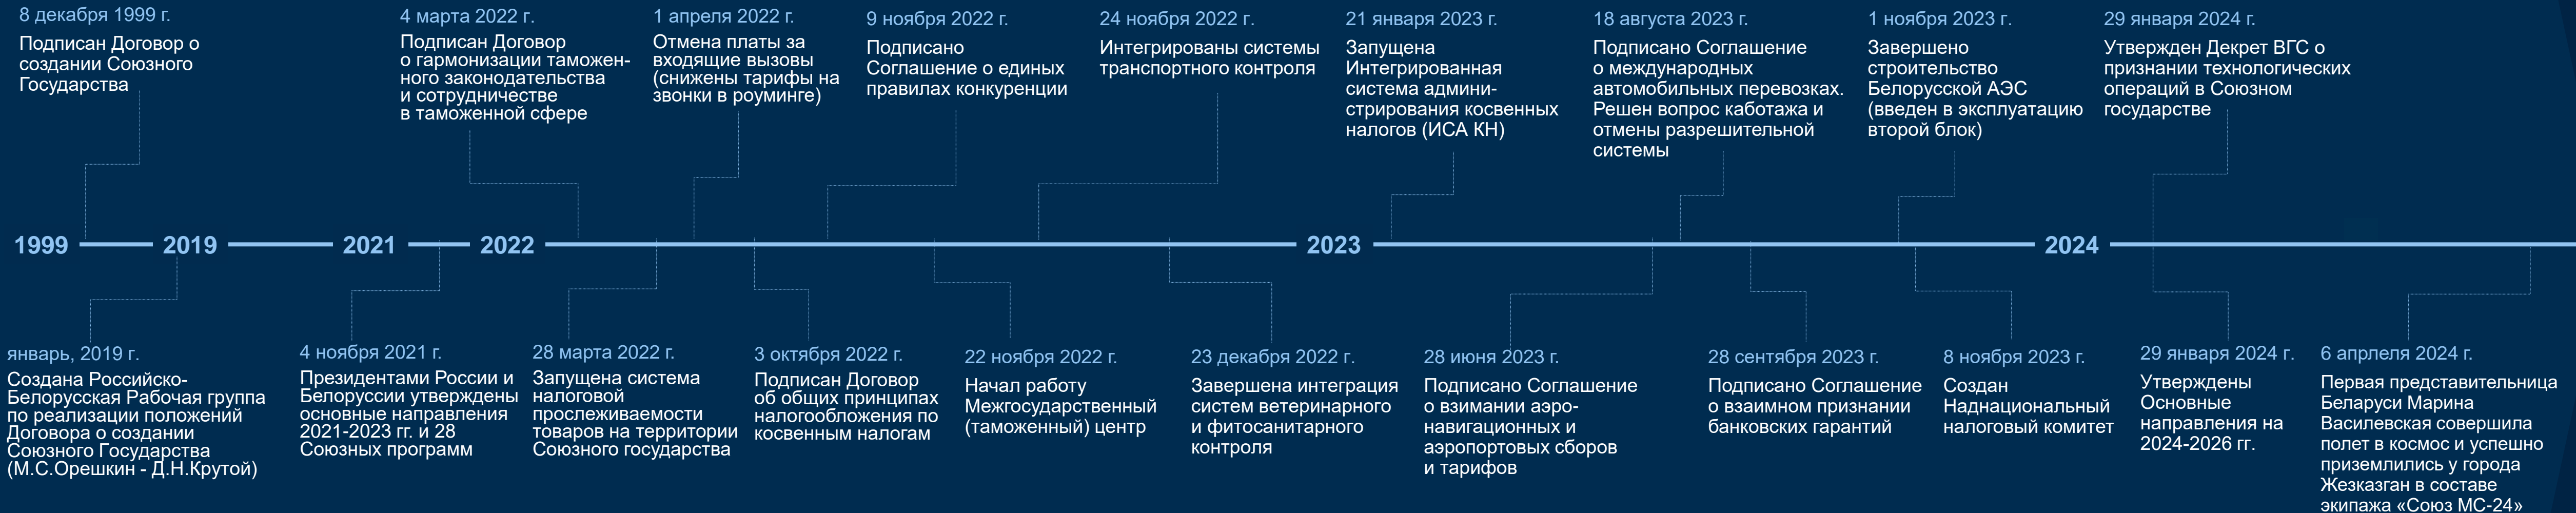 8 декабря 1999 г.
Подписан Договор о
создании Союзного
Государства
4 марта 2022 г.
Подписан Договор
о гармонизации таможен-
ного законодательства
и сотрудничестве
в таможенной сфере
1 апреля 2022 г.
Отмена платы за
входящие вызовы
(снижены тарифы на
звонки в роуминге)
9 ноября 2022 г.
Подписано
Соглашение о единых
правилах конкуренции
24 ноября 2022 г.
Интегрированы системы
транспортного контроля
21 января 2023 г.
Запущена
Интегрированная
система админи-
стрирования косвенных
налогов (ИСА КН)
18 августа 2023 г.
Подписано Соглашение
о международных
автомобильных перевозках.
Решен вопрос каботажа и
отмены разрешительной
системы
1 ноября 2023 г.
Завершено
строительство
Белорусской АЭС
(введен в эксплуатацию
второй блок)
29 января 2024 г.
Утвержден Декрет ВГС о
признании технологических
операций в Союзном
государстве
1999
2019
2021
2022
2023
2024
январь, 2019 г.
Создана Российско-
Белорусская Рабочая группа
по реализации положений
Договора о создании
Союзного Государства
(М.С.Орешкин - Д.Н.Крутой)
4 ноября 2021 г.
Президентами России и
Белоруссии утверждены
основные направления
2021-2023 гг. и 28
Союзных программ
28 марта 2022 г.
Запущена система
налоговой
прослеживаемости
товаров на территории
Союзного государства
3 октября 2022 г.
Подписан Договор
об общих принципах
налогообложения по
косвенным налогам
22 ноября 2022 г.
Начал работу
Межгосударственный
(таможенный) центр
23 декабря 2022 г.
Завершена интеграция
систем ветеринарного
и фитосанитарного
контроля
28 июня 2023 г.
Подписано Соглашение
о взимании аэро-
навигационных и
аэропортовых сборов
и тарифов
28 сентября 2023 г.
Подписано Соглашение
о взаимном признании
банковских гарантий
8 ноября 2023 г.
Создан
Наднациональный
налоговый комитет
29 января 2024 г.
Утверждены
Основные
направления на
2024-2026 гг.
6 апрлеля 2024 г.
Первая представительница
Беларуси Марина
Василевская совершила
полет в космос и успешно
приземлились у города
Жезказган в составе
экипажа «Союз МС-24»